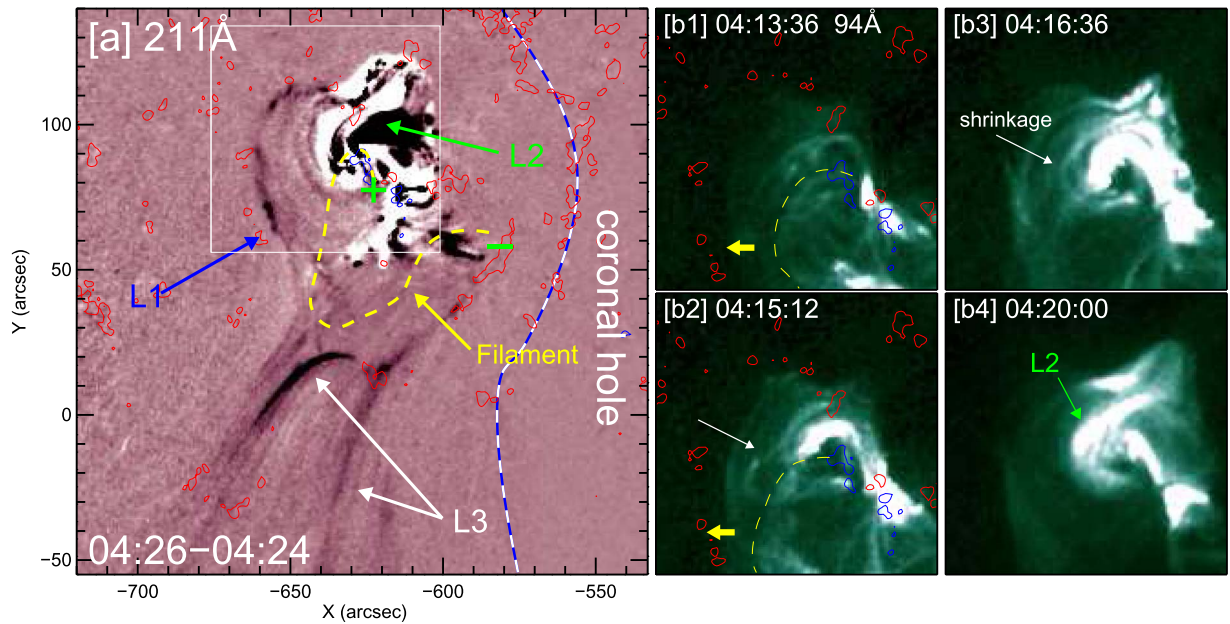 [a] 211Å
L2
+
−
L1
Filament
coronal hole
L3
04:26−04:24
100
50
0
−50
Y (arcsec)
−700
−650
−600
−550
X (arcsec)
[b1] 04:13:36 94Å
[b3] 04:16:36
shrinkage
[b2] 04:15:12
[b4] 04:20:00
L2